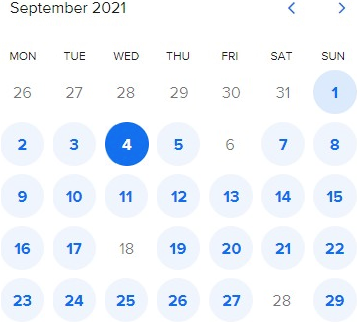 September 2021
MON TUE WED THU FRI SAT SUN
26 27 28 29 30 31 1
2 3 4 5 6 7 8
9 10 11 12 13 14 15
16 17 18 19 20 21 22
23 24 25 26 27 28 29